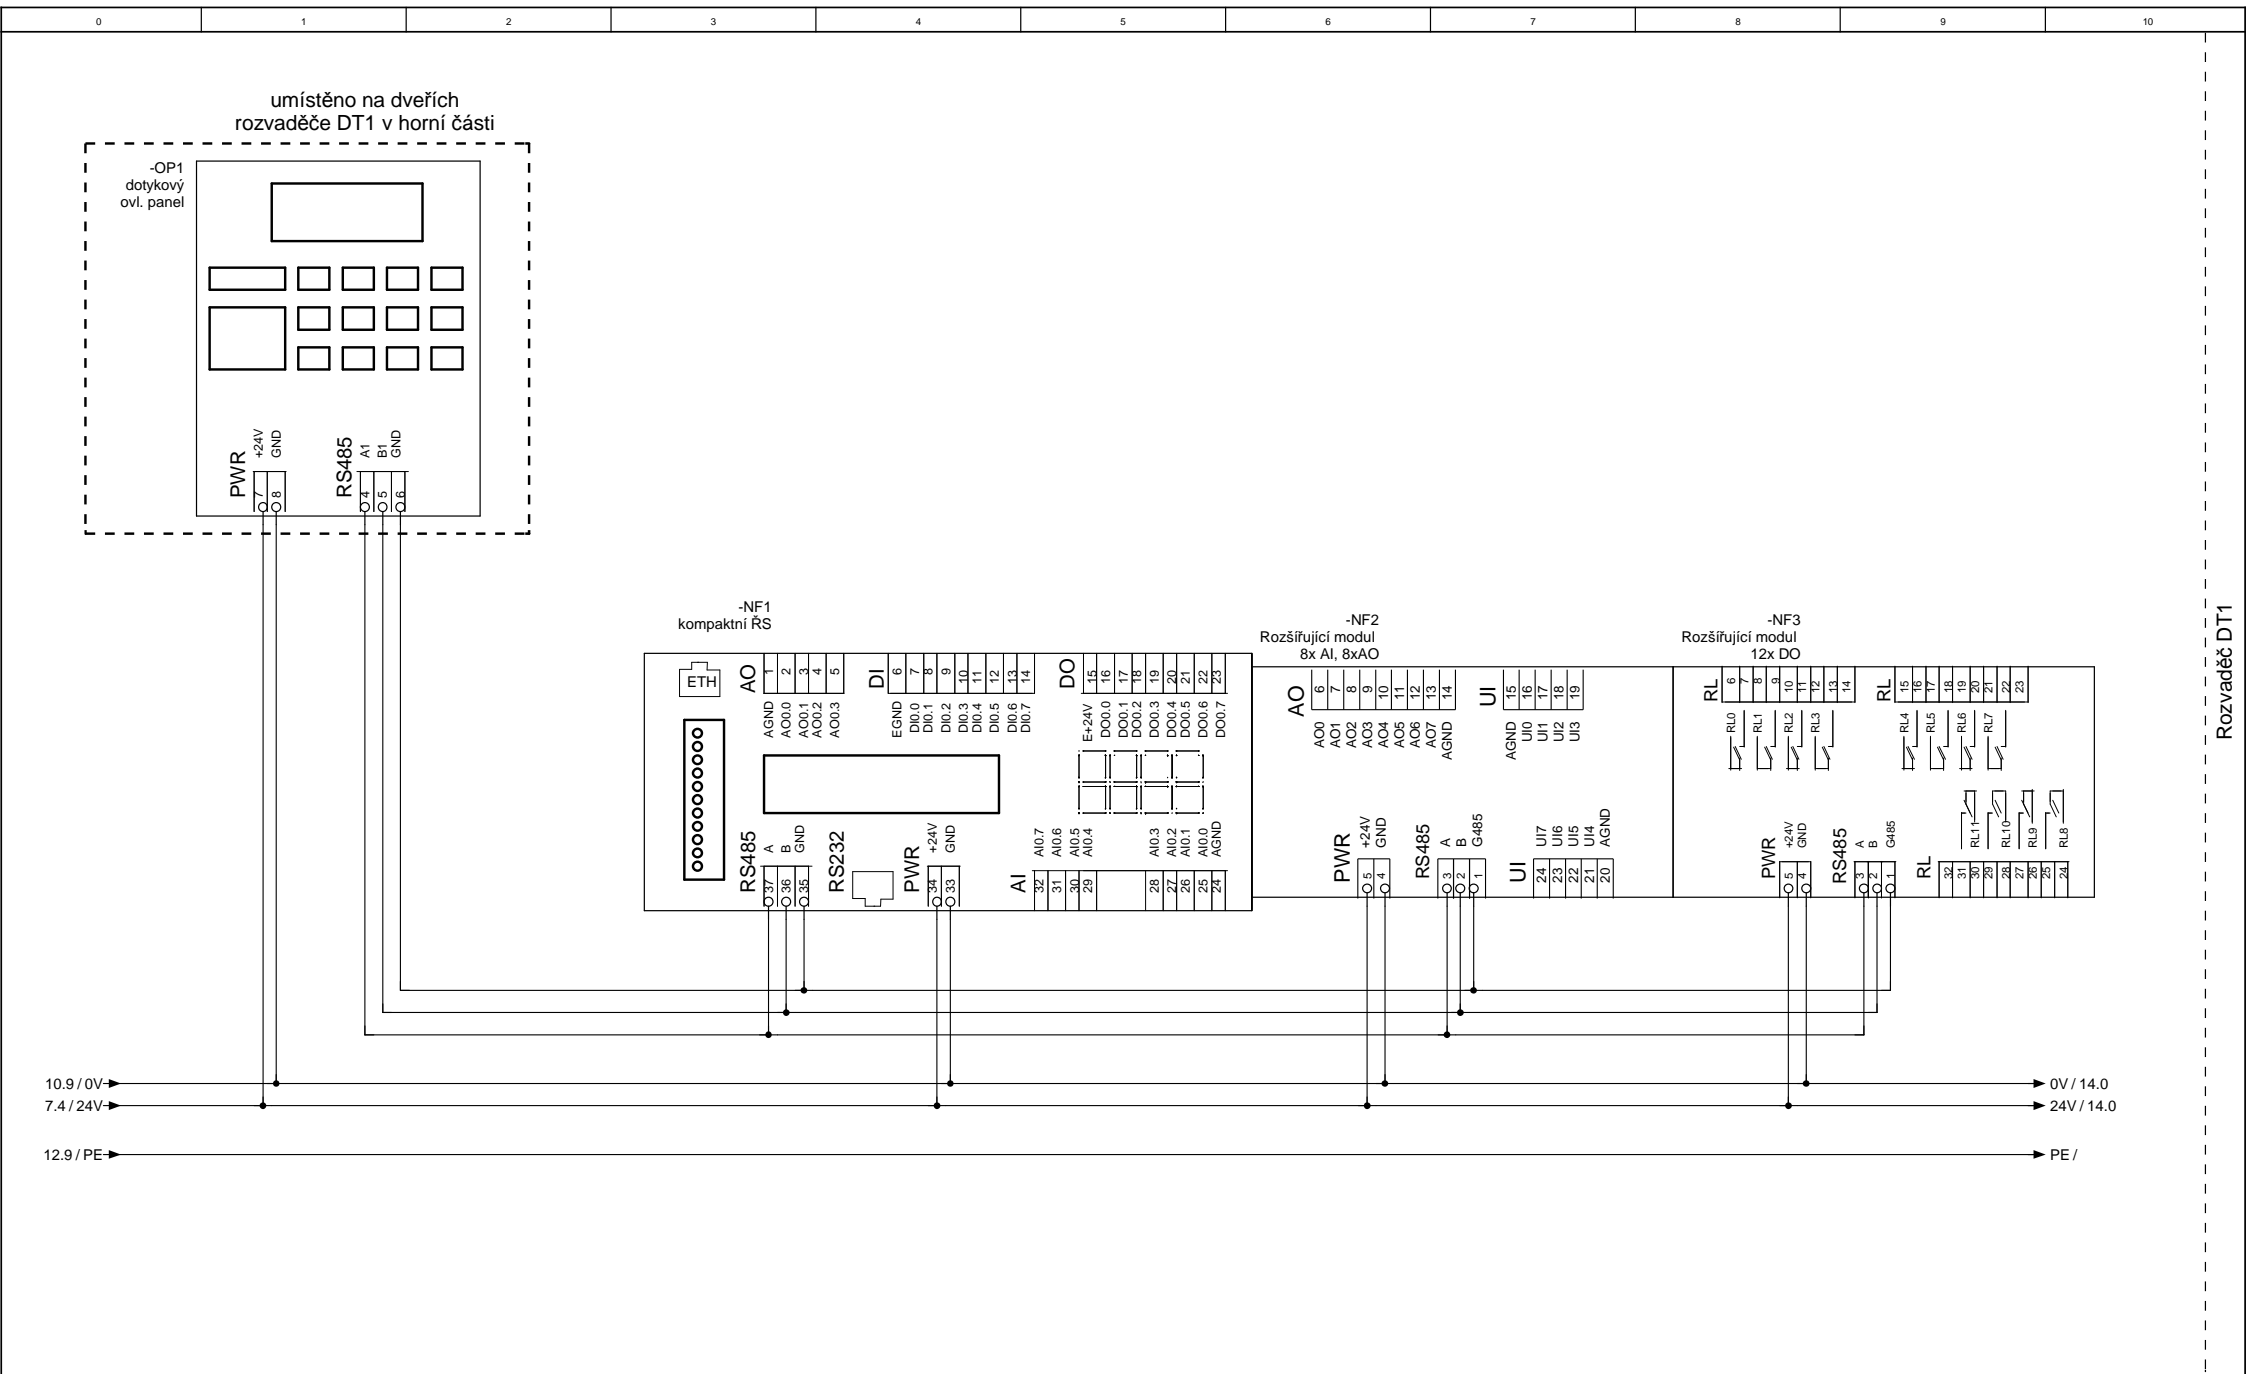 0 1 2 3 4 5 6 7 8 9 10
umístěno na dveřích
rozvaděče DT1 v horní části
-OP1
dotykový
ovl. panel
PWR
+24V
GND
7 8
RS485
A1
B1
GND
4 5 6
-NF1
kompaktní ŘS
ETH
AO
1 2 3 4 5
AGND
AO0.0
AO0.1
AO0.2
AO0.3
DI
6 7 8 9 10 11 12 13 14
EGND
DI0.0
DI0.1
DI0.2
DI0.3
DI0.4
DI0.5
DI0.6
DI0.7
DO
15 16 17 18 19 20 21 22 23
E+24V
DO0.0
DO0.1
DO0.2
DO0.3
DO0.4
DO0.5
DO0.6
DO0.7
RS485
A
B
GND
37 36 35
RS232
PWR
+24V
GND
34 33
AI
AI0.7
AI0.6
AI0.5
AI0.4
AI0.3
AI0.2
AI0.1
AI0.0
AGND
32 31 30 29 28 27 26 25 24
-NF2
Rozšířující modul
8x AI, 8xAO
AO
6 7 8 9 10 11 12 13 14
AO0
AO1
AO2
AO3
AO4
AO5
AO6
AO7
AGND
UI
15 16 17 18 19
AGND
UI0
UI1
UI2
UI3
PWR
+24V
GND
5 4
RS485
A
B
G485
3 2 1
UI
UI7
UI6
UI5
UI4
AGND
24 23 22 21 20
-NF3
Rozšířující modul
12x DO
RL
6 7 8 9 10 11 12 13 14
RL0
RL1
RL2
RL3
RL
15 16 17 18 19 20 21 22 23
RL4
RL5
RL6
RL7
PWR
+24V
GND
5 4
RS485
A
B
G485
3 2 1
RL
RL11
RL10
RL9
RL8
32 31 30 29 28 27 26 25 24
Rozvaděč DT1
10.9 / 0V
0V / 14.0
7.4 / 24V
24V / 14.0
12.9 / PE
PE /